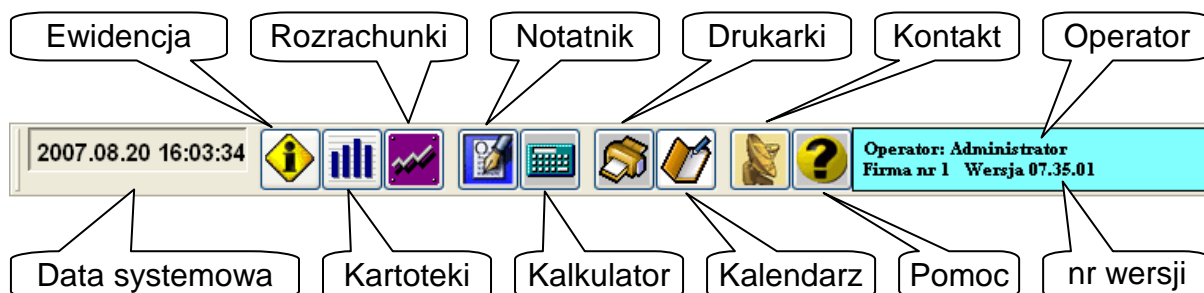 Ewidencja
Rozrachunki
Notatnik
Drukarki
Kontakt
Operator
2007.08.20 16:03:34
Operator: Administrator
Firma nr 1 Wersja 07.35.01
Data systemowa
Kartoteki
Kalkulator
Kalendarz
Pomoc
nr wersji